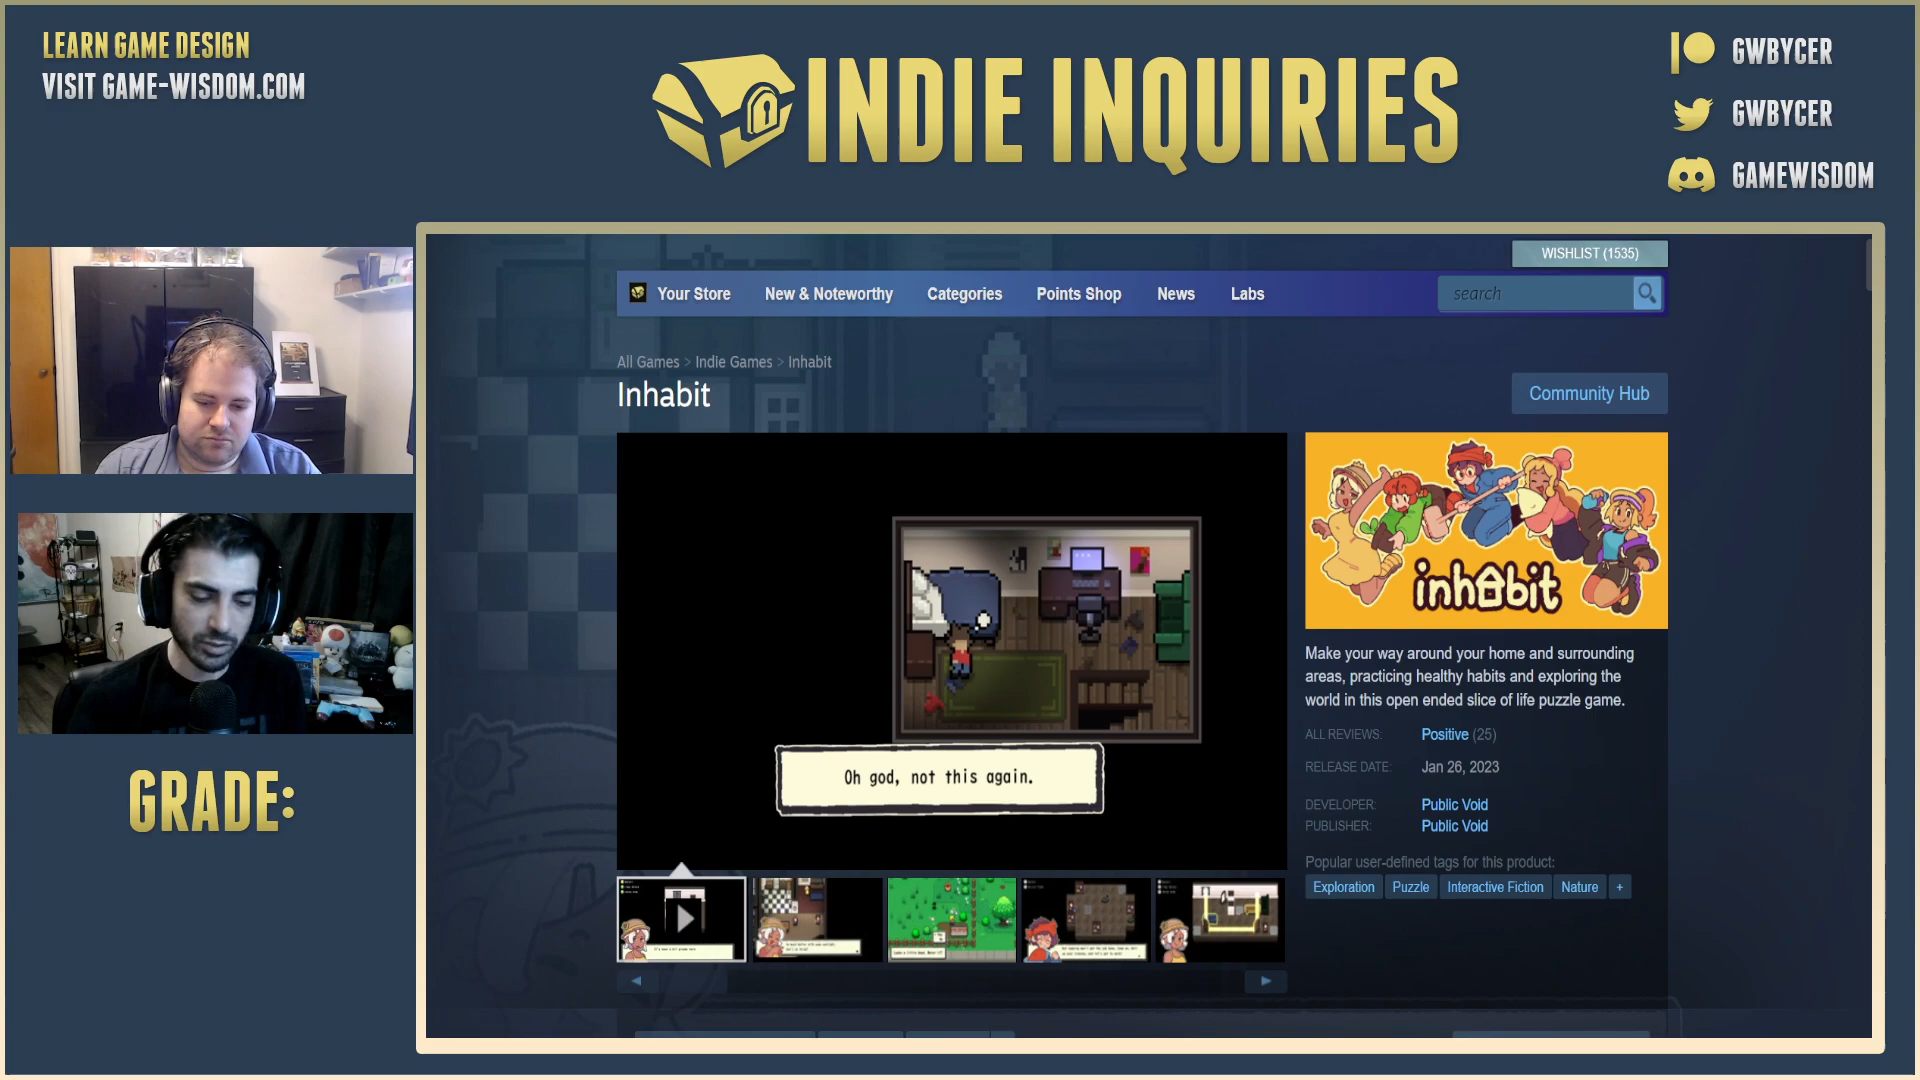 LEARN GAME DESIGN
VISIT GAME-WISDOM.COM
INDIE INQUIRIES
GWBYCER
GWBYCER
GAMEWISDOM
WISHLIST (1535)
Your Store
New & Noteworthy
Categories
Points Shop
News
Labs
search
All Games > Indie Games > Inhabit
Inhabit
Community Hub
Oh god, not this again.
inhabit
Make your way around your home and surrounding
areas, practicing healthy habits and exploring the
world in this open ended slice of life puzzle game.
ALL REVIEWS: Positive (25)
RELEASE DATE: Jan 26, 2023
DEVELOPER: Public Void
PUBLISHER: Public Void
Popular user-defined tags for this product:
Exploration
Puzzle
Interactive Fiction
Nature
+
GRADE: